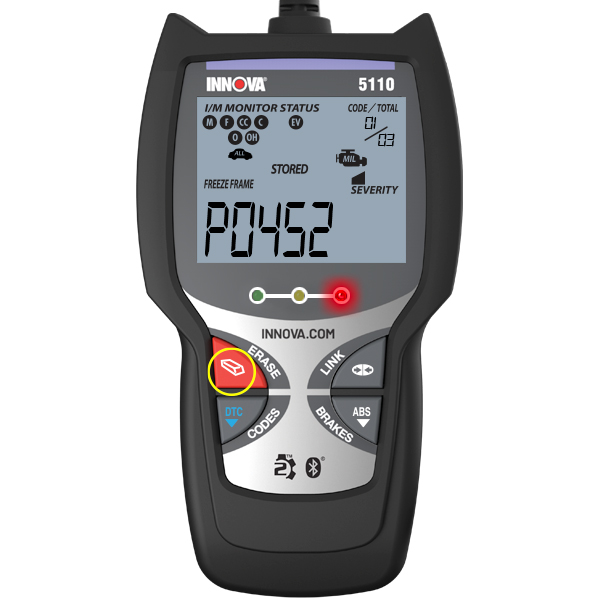 INNOVA® 5110
I/M MONITOR STATUS CODE / TOTAL
M F CC C EV 01
O OH /03
ALL MIL
STORED
FREEZE FRAME SEVERITY
P0452
INNOVA.COM
ERASE LINK
DTC CODES BRAKES ABS
2™ ©